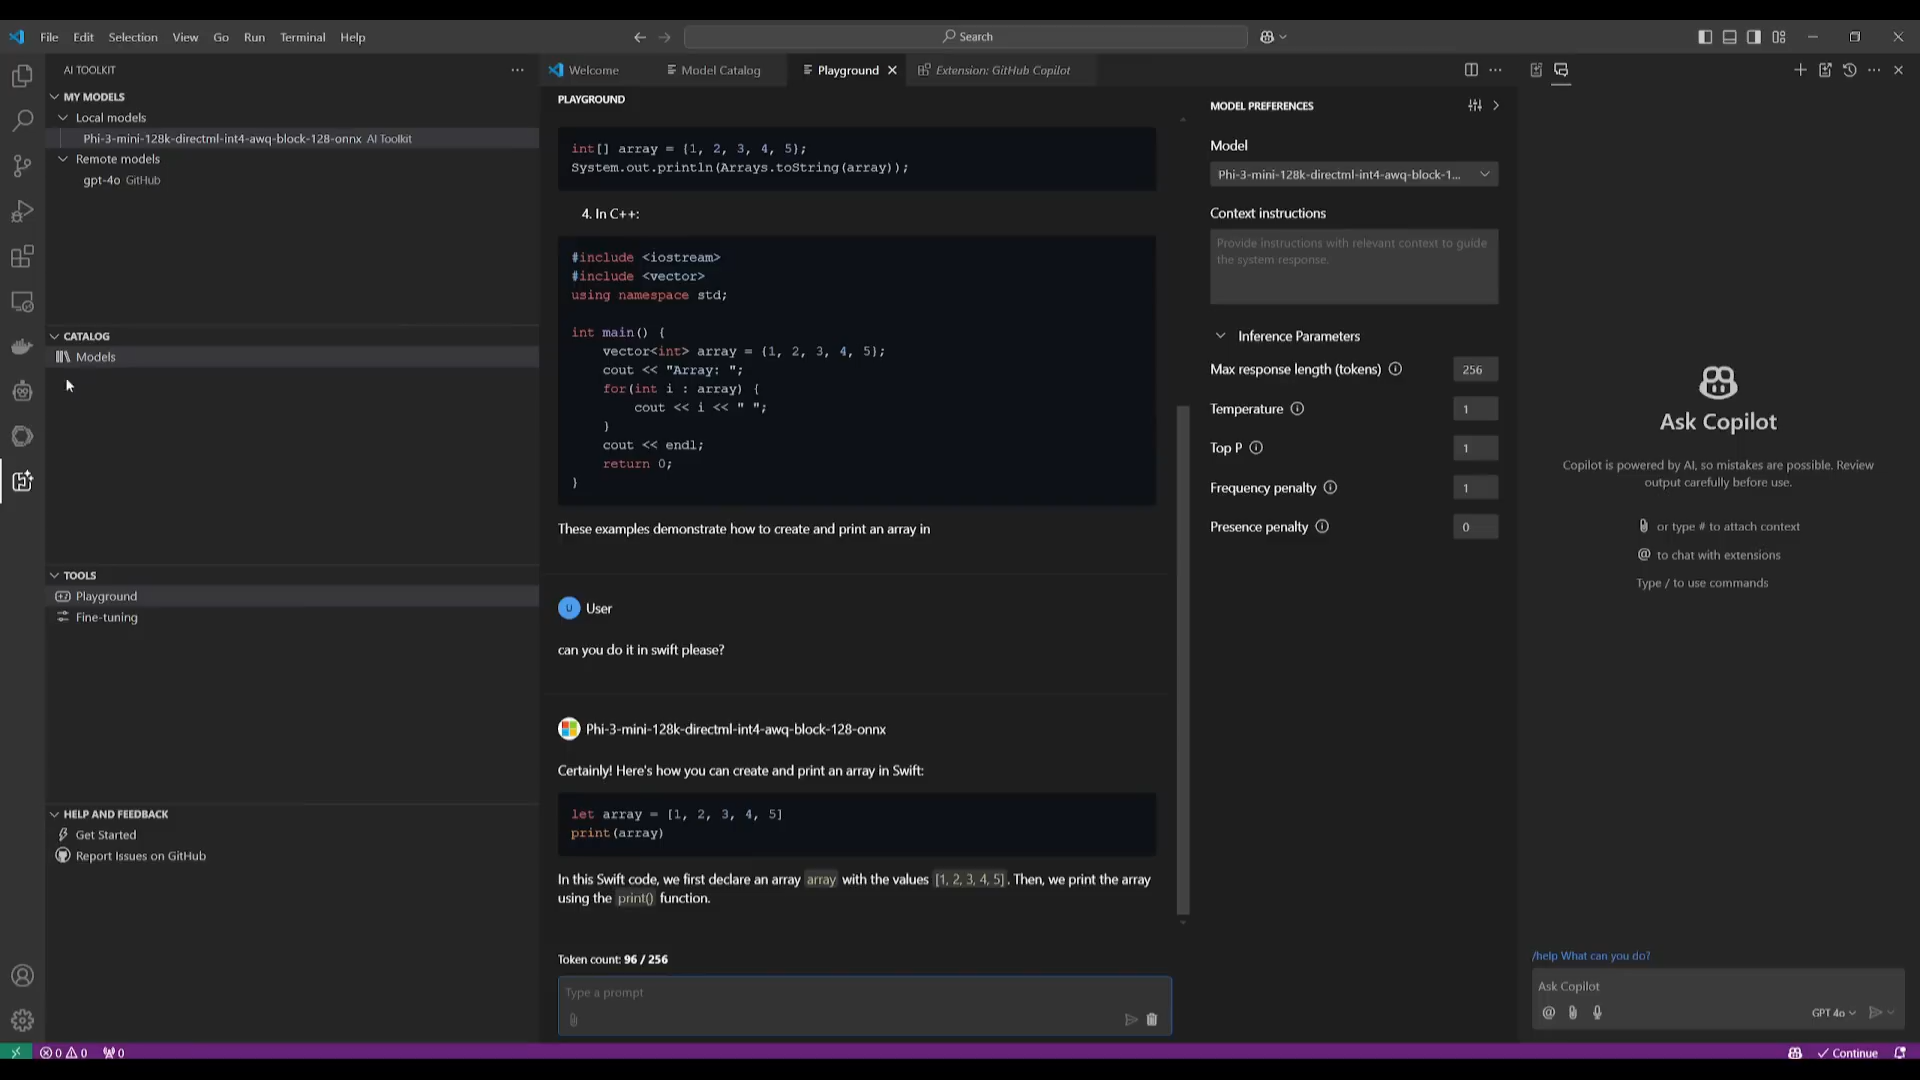 File Edit Selection View Go Run Terminal Help
Search
AI TOOLKIT
MY MODELS
Local models
Phi-3-mini-128k-directml-int4-awq-block-128-onnx AI Toolkit
Remote models
gpt-4o GitHub
CATALOG
Models
TOOLS
Playground
Fine-tuning
HELP AND FEEDBACK
Get Started
Report Issues on GitHub
Welcome
Model Catalog
Playground
Extension: GitHub Copilot
PLAYGROUND
int[] array = {1, 2, 3, 4, 5};
System.out.println(Arrays.toString(array));
4. In C++:
#include <iostream>
#include <vector>
using namespace std;
int main() {
vector<int> array = {1, 2, 3, 4, 5};
cout << "Array: ";
for(int i : array) {
cout << i << " ";
}
cout << endl;
return 0;
}
These examples demonstrate how to create and print an array in
U User
can you do it in swift please?
Phi-3-mini-128k-directml-int4-awq-block-128-onnx
Certainly! Here's how you can create and print an array in Swift:
let array = [1, 2, 3, 4, 5]
print(array)
In this Swift code, we first declare an array array with the values [1, 2, 3, 4, 5]. Then, we print the array
using the print() function.
Token count: 96 / 256
Type a prompt
MODEL PREFERENCES
Model
Phi-3-mini-128k-directml-int4-awq-block-1...
Context instructions
Provide instructions with relevant context to guide
the system response.
Inference Parameters
Max response length (tokens) 256
Temperature 1
Top P 1
Frequency penalty 1
Presence penalty 0
Ask Copilot
Copilot is powered by AI, so mistakes are possible. Review
output carefully before use.
or type # to attach context
@ to chat with extensions
Type / to use commands
/help What can you do?
Ask Copilot
@ GPT 4o
0 0 0
Continue